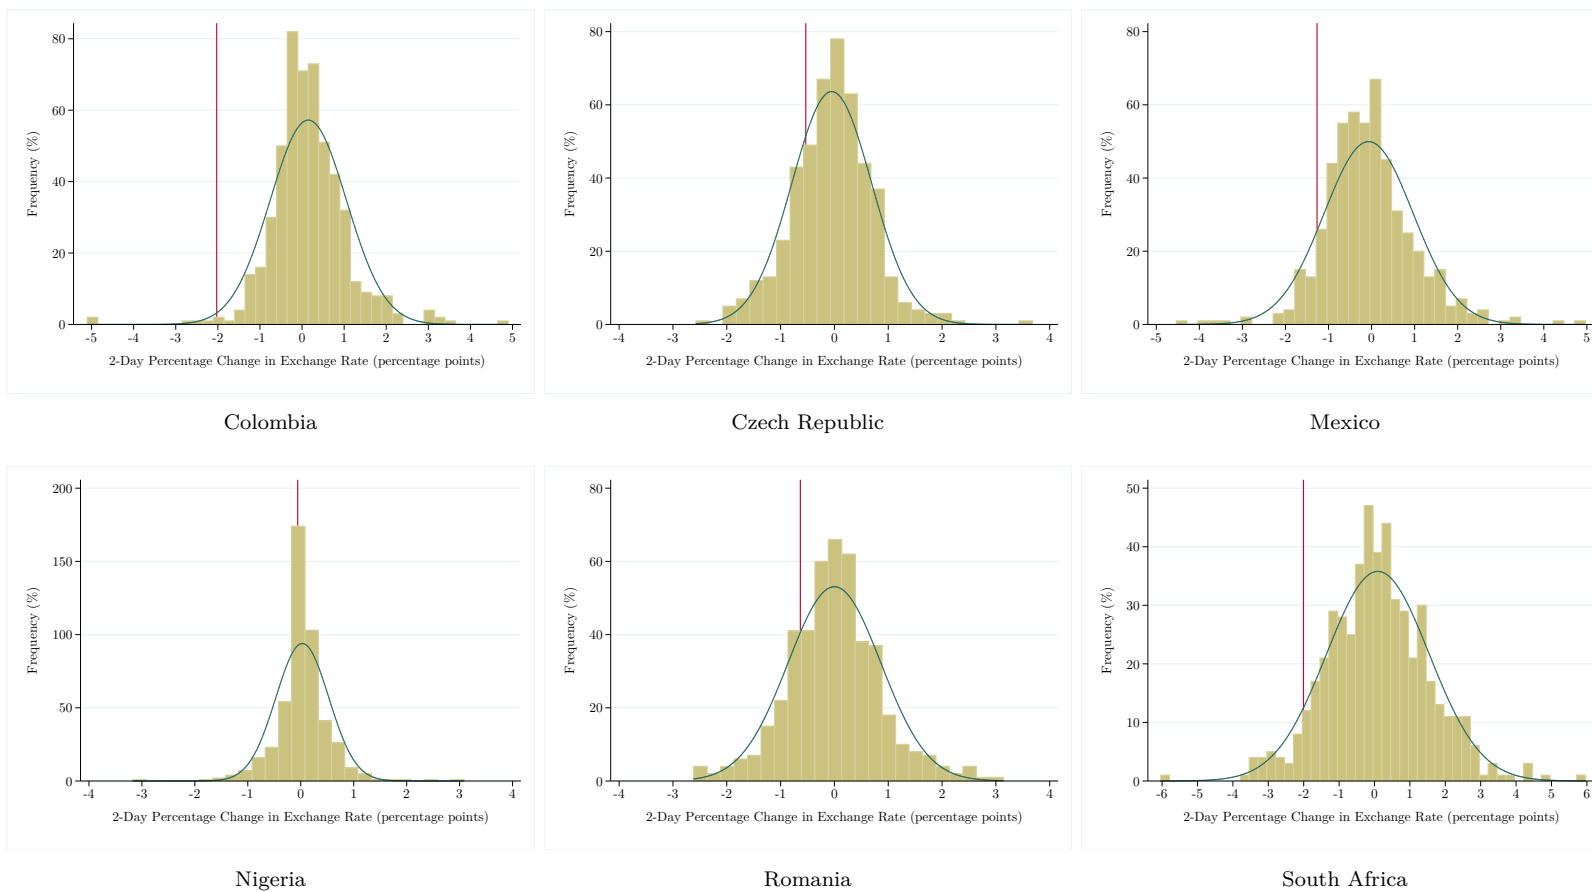 80
60
40
20
0
Frequency (%)
-5 -4 -3 -2 -1 0 1 2 3 4 5
2-Day Percentage Change in Exchange Rate (percentage points)
Colombia
80
60
40
20
0
Frequency (%)
-4 -3 -2 -1 0 1 2 3 4
2-Day Percentage Change in Exchange Rate (percentage points)
Czech Republic
80
60
40
20
0
Frequency (%)
-5 -4 -3 -2 -1 0 1 2 3 4 5
2-Day Percentage Change in Exchange Rate (percentage points)
Mexico
200
150
100
50
0
Frequency (%)
-4 -3 -2 -1 0 1 2 3 4
2-Day Percentage Change in Exchange Rate (percentage points)
Nigeria
80
60
40
20
0
Frequency (%)
-4 -3 -2 -1 0 1 2 3 4
2-Day Percentage Change in Exchange Rate (percentage points)
Romania
50
40
30
20
10
0
Frequency (%)
-6 -5 -4 -3 -2 -1 0 1 2 3 4 5 6
2-Day Percentage Change in Exchange Rate (percentage points)
South Africa